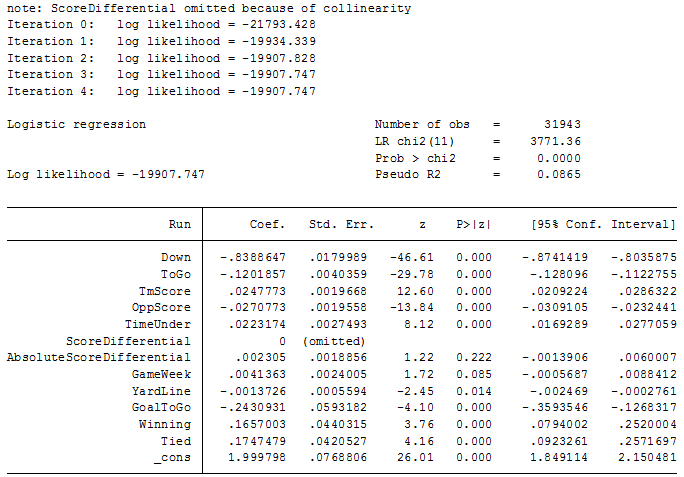 note: ScoreDifferential omitted because of collinearity
Iteration 0:   log likelihood = -21793.428
Iteration 1:   log likelihood = -19934.339
Iteration 2:   log likelihood = -19907.828
Iteration 3:   log likelihood = -19907.747
Iteration 4:   log likelihood = -19907.747
Logistic regression   Number of obs   =   31943
LR chi2(11)   =   3771.36
Prob > chi2   =   0.0000
Log likelihood = -19907.747   Pseudo R2   =   0.0865
Run   Coef.   Std. Err.   z   P>|z|   [95% Conf. Interval]
Down   -.8388647   .0179989   -46.61   0.000   -.8741419   -.8035875
ToGo   -.1201857   .0040359   -29.78   0.000   -.128096   -.1122755
TmScore   .0247773   .0019668   12.60   0.000   .0209224   .0286322
OppScore   -.0270773   .0019558   -13.84   0.000   -.0309105   -.0232441
TimeUnder   .0223174   .0027493   8.12   0.000   .0169289   .0277059
ScoreDifferential   0   (omitted)
AbsoluteScoreDifferential   .002305   .0018856   1.22   0.222   -.0013906   .0060007
GameWeek   .0041363   .0024005   1.72   0.085   -.0005687   .0088412
YardLine   -.0013726   .0005594   -2.45   0.014   -.002469   -.0002761
GoalToGo   -.2430931   .0593182   -4.10   0.000   -.3593546   -.1268317
Winning   .1657003   .0440315   3.76   0.000   .0794002   .2520004
Tied   .1747479   .0420527   4.16   0.000   .0923261   .2571697
_cons   1.999798   .0768806   26.01   0.000   1.849114   2.150481